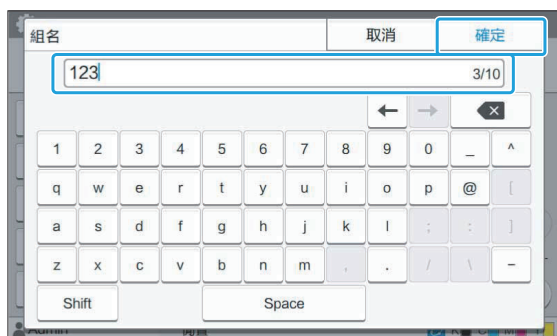 組名 取消 確定
123 3/10
← → ×
1 2 3 4 5 6 7 8 9 0 _ ^
q w e r t y u i o p @ [
a s d f g h j k l ; : ]
z x c v b n m , . / \ −
Shift Space
Admin K C M Y